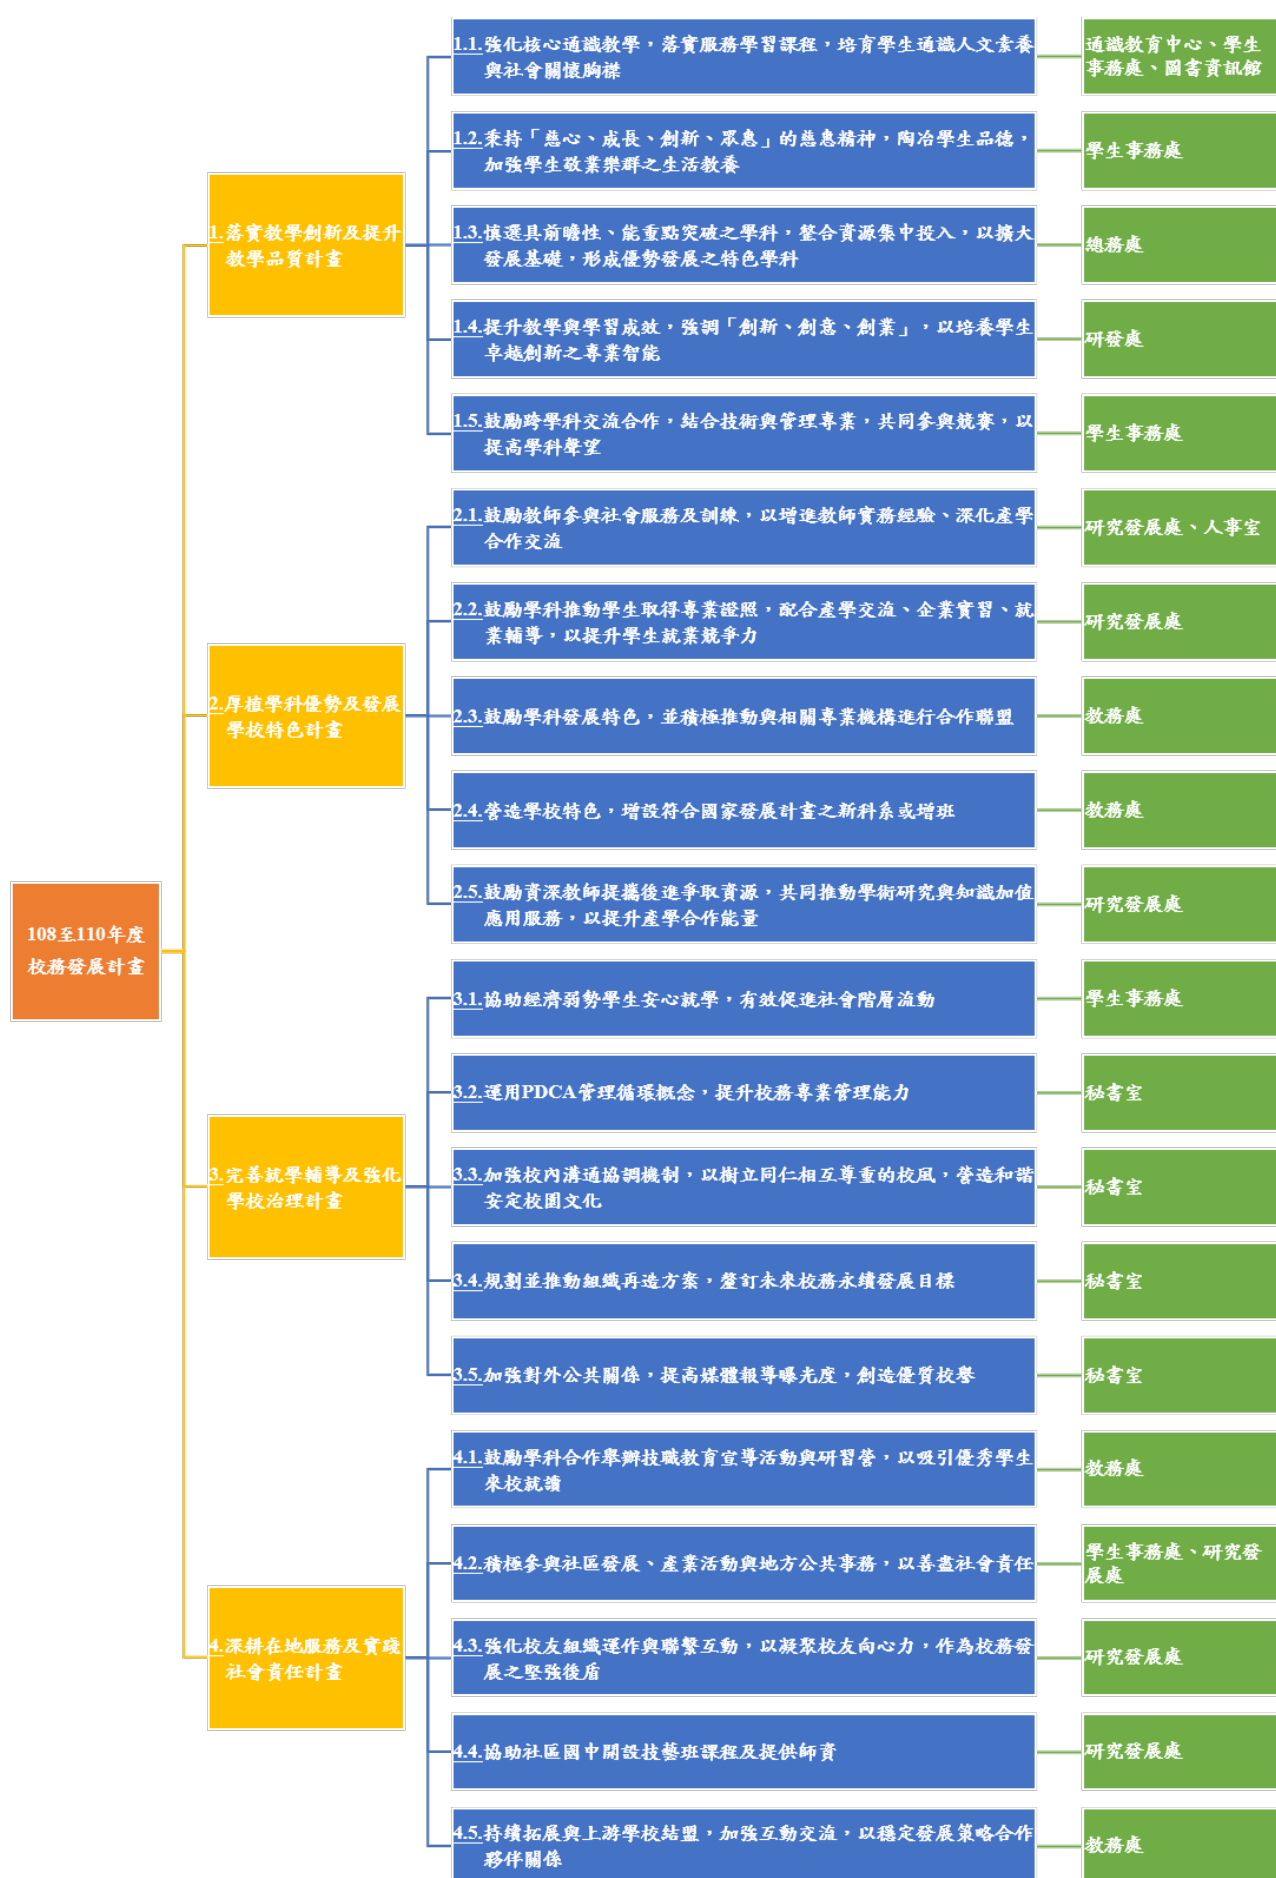 108至110年度
校務發展計畫
1.落實教學創新及提升
教學品質計畫
1.1.強化核心通識教學，落實服務學習課程，培育學生通識人文素養
與社會關懷胸襟
通識教育中心、學生
事務處、圖書資訊館
1.2.秉持「慈心、成長、創新、眾惠」的慈惠精神，陶冶學生品德，
加強學生敬業樂群之生活教養
學生事務處
1.3.慎選具前瞻性、能重點突破之學科，整合資源集中投入，以擴大
發展基礎，形成優勢發展之特色學科
總務處
1.4.提升教學與學習成效，強調「創新、創意、創業」，以培養學生
卓越創新之專業智能
研發處
1.5.鼓勵跨學科交流合作，結合技術與管理專業，共同參與競賽，以
提高學科聲望
學生事務處
2.厚植學科優勢及發展
學校特色計畫
2.1.鼓勵教師參與社會服務及訓練，以增進教師實務經驗、深化產學
合作交流
研究發展處、人事室
2.2.鼓勵學科推動學生取得專業證照，配合產學交流、企業實習、就
業輔導，以提升學生就業競爭力
研究發展處
2.3.鼓勵學科發展特色，並積極推動與相關專業機構進行合作聯盟
教務處
2.4.營造學校特色，增設符合國家發展計畫之新科系或增班
教務處
2.5.鼓勵資深教師提攜後進爭取資源，共同推動學術研究與知識加值
應用服務，以提升產學合作能量
研究發展處
3.完善就學輔導及強化
學校治理計畫
3.1.協助經濟弱勢學生安心就學，有效促進社會階層流動
學生事務處
3.2.運用PDCA管理循環概念，提升校務專業管理能力
秘書室
3.3.加強校內溝通協調機制，以樹立同仁相互尊重的校風，營造和諧
安定校園文化
秘書室
3.4.規劃並推動組織再造方案，釐訂未來校務永續發展目標
秘書室
3.5.加強對外公共關係，提高媒體報導曝光度，創造優質校譽
秘書室
4.深耕在地服務及實踐
社會責任計畫
4.1.鼓勵學科合作舉辦技職教育宣導活動與研習營，以吸引優秀學生
來校就讀
教務處
4.2.積極參與社區發展、產業活動與地方公共事務，以善盡社會責任
學生事務處、研究發
展處
4.3.強化校友組織運作與聯繫互動，以凝聚校友向心力，作為校務發
展之堅強後盾
研究發展處
4.4.協助社區國中開設技藝班課程及提供師資
研究發展處
4.5.持續拓展與上游學校結盟，加強互動交流，以穩定發展策略合作
夥伴關係
教務處